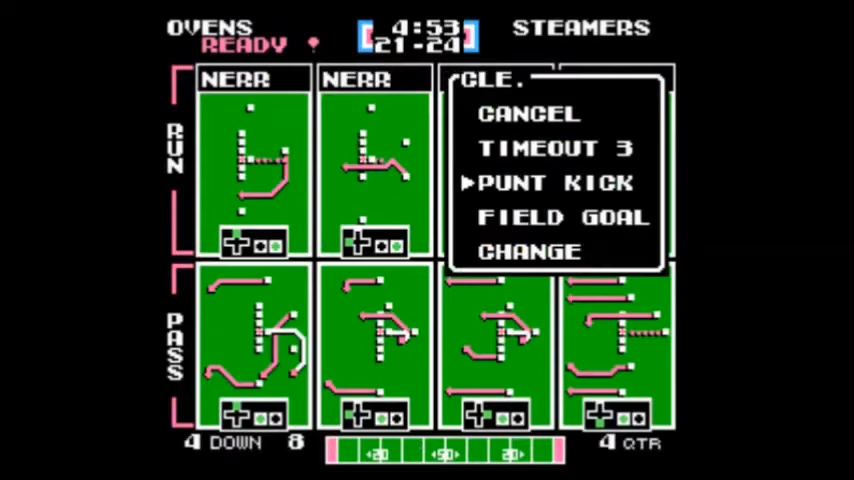 OVENS 4:53 STEAMERS
READY 21-24
NERR NERR CLE.
CANCEL
TIMEOUT 3
RUN
PUNT KICK
FIELD GOAL
CHANGE
PASS
4 DOWN 8 4 QTR
20 50 20